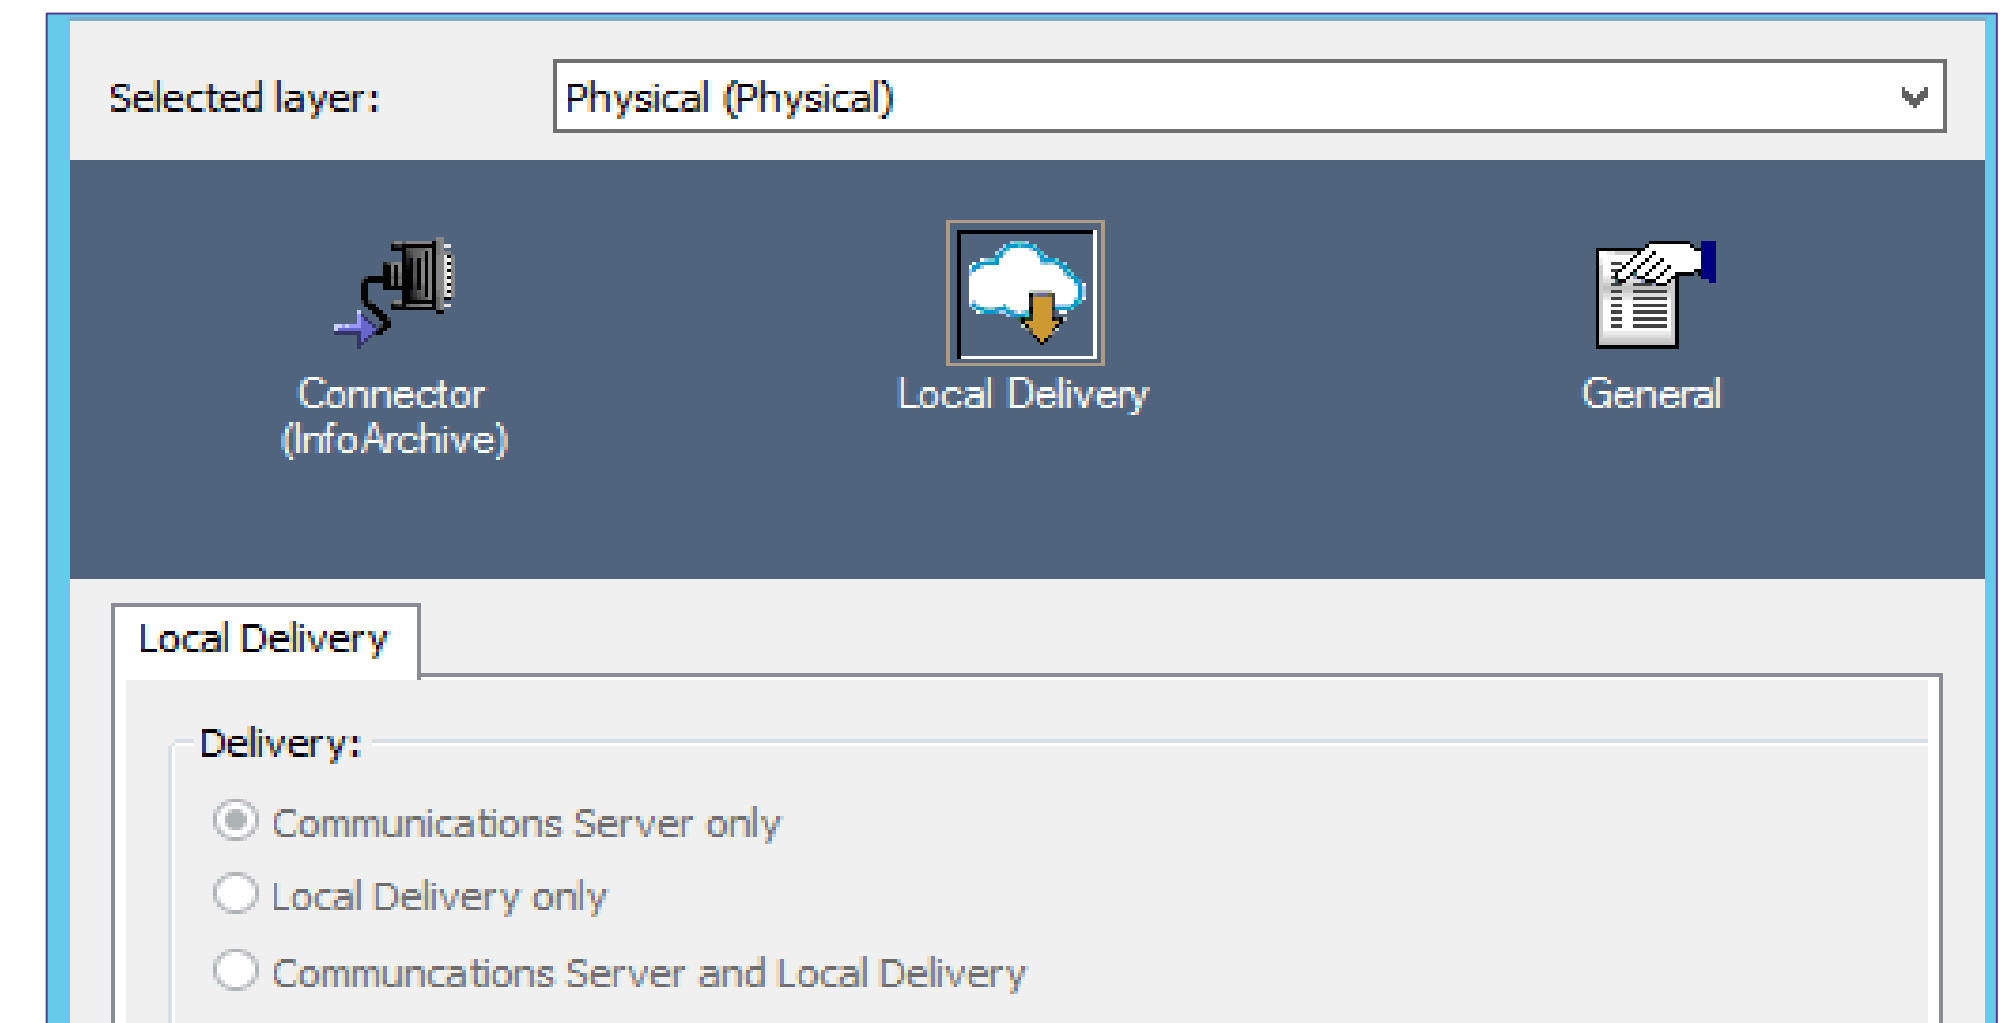 Selected layer:
Physical (Physical)
Connector
(InfoArchive)
Local Delivery
General
Local Delivery
Delivery:
Communications Server only
Local Delivery only
Communcations Server and Local Delivery